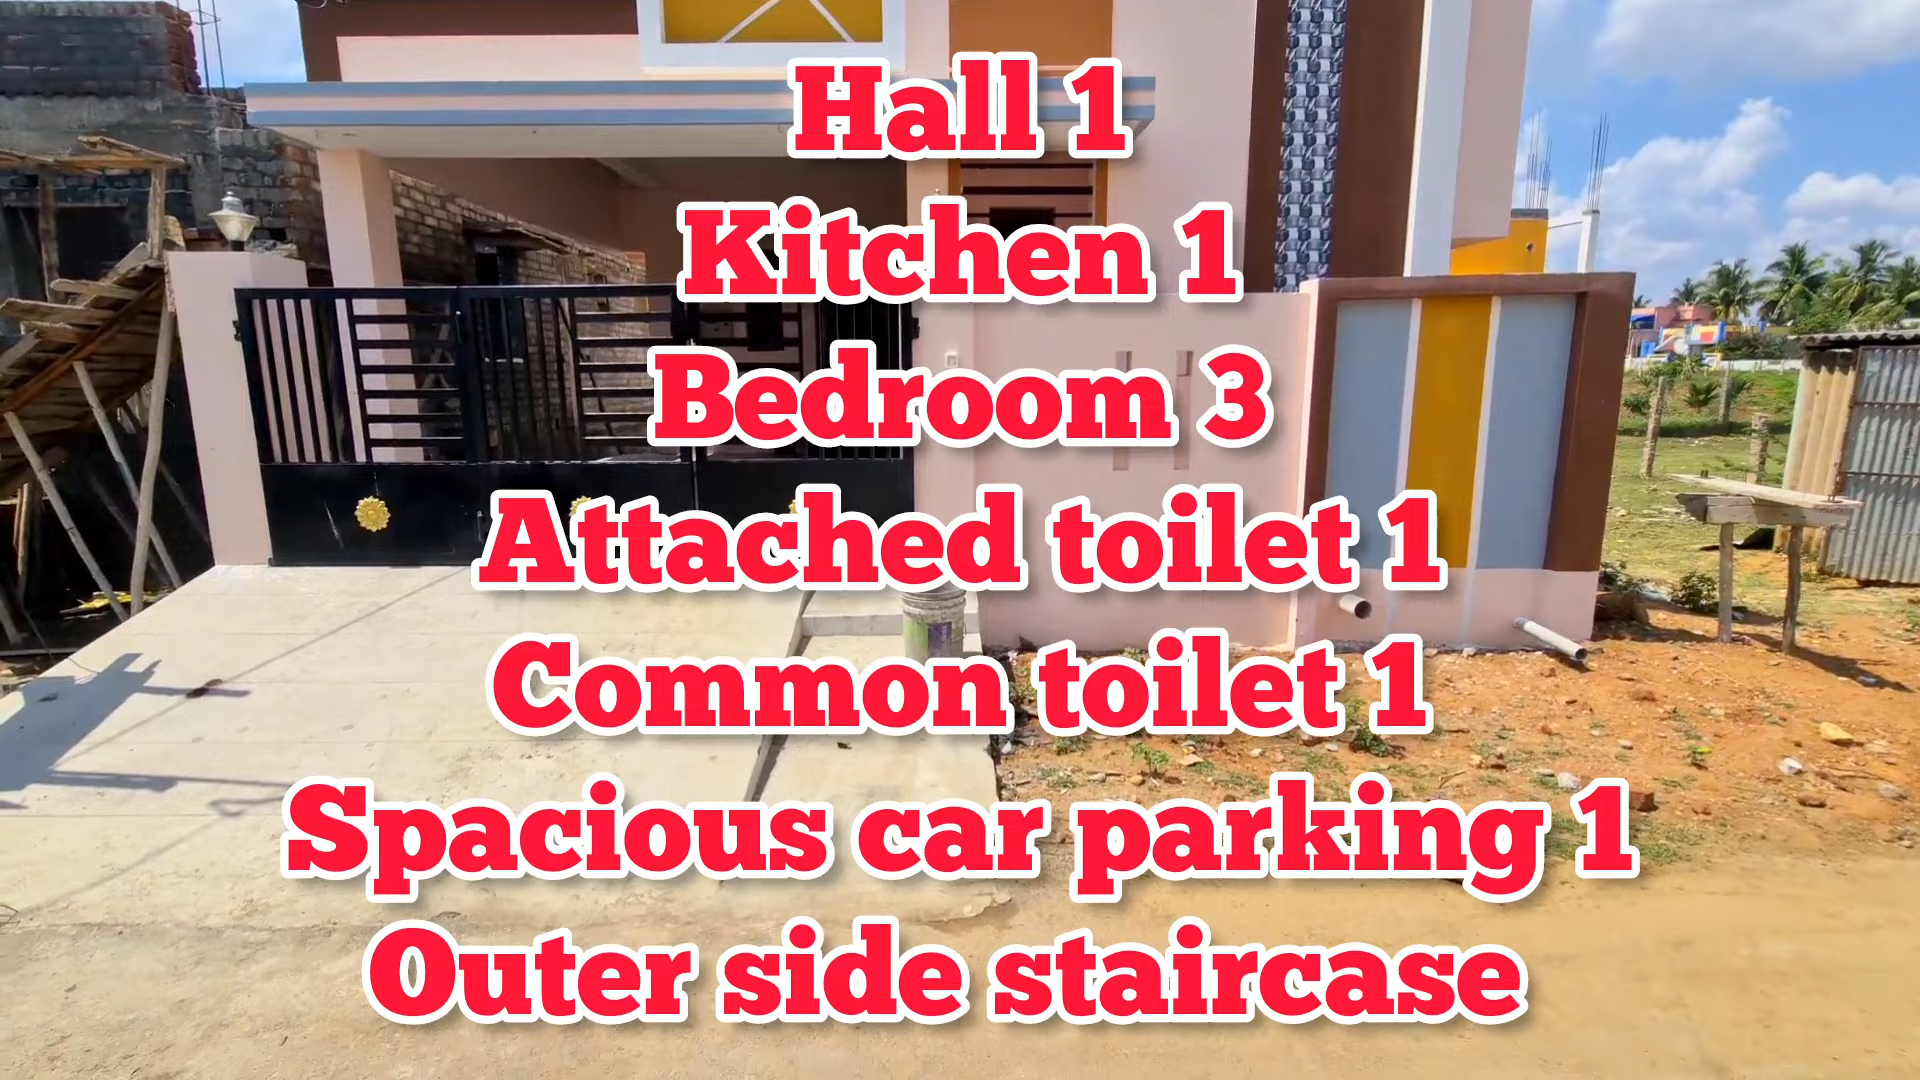 Hall 1
Kitchen 1
Bedroom 3
Attached toilet 1
Common toilet 1
Spacious car parking 1
Outer side staircase